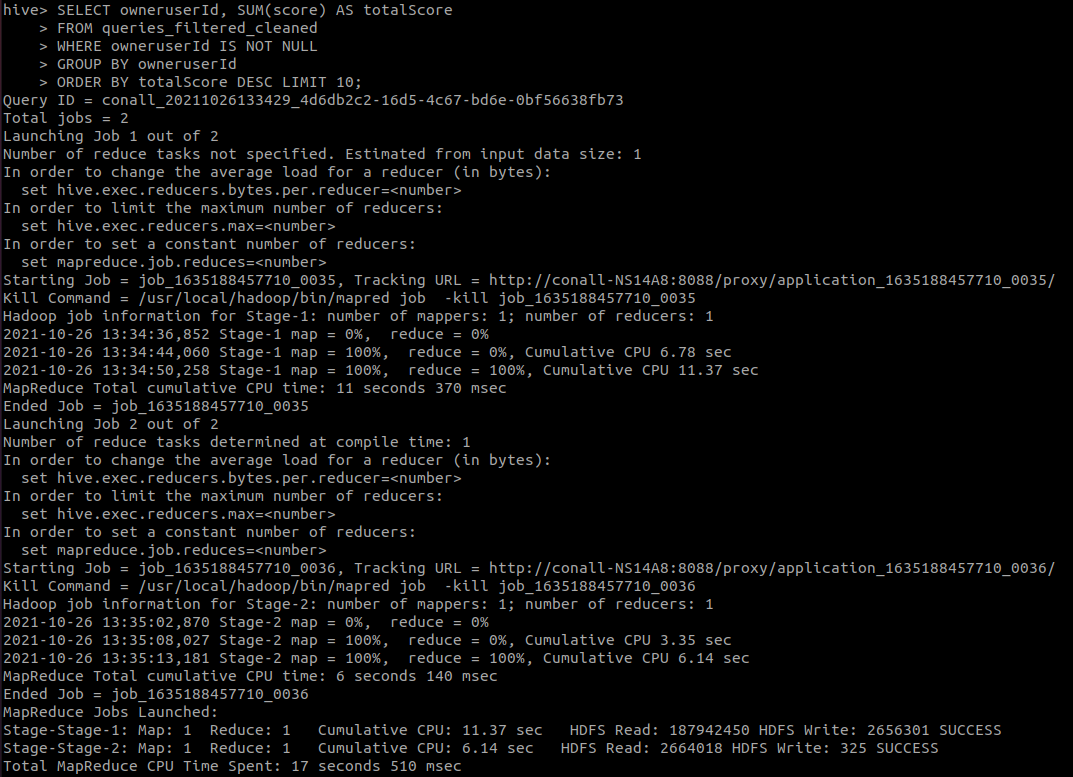 hive> SELECT owneruserId, SUM(score) AS totalScore
    > FROM queries_filtered_cleaned
    > WHERE owneruserId IS NOT NULL
    > GROUP BY owneruserId
    > ORDER BY totalScore DESC LIMIT 10;
Query ID = conall_20211026133429_4d6db2c2-16d5-4c67-bd6e-0bf56638fb73
Total jobs = 2
Launching Job 1 out of 2
Number of reduce tasks not specified. Estimated from input data size: 1
In order to change the average load for a reducer (in bytes):
  set hive.exec.reducers.bytes.per.reducer=<number>
In order to limit the maximum number of reducers:
  set hive.exec.reducers.max=<number>
In order to set a constant number of reducers:
  set mapreduce.job.reduces=<number>
Starting Job = job_1635188457710_0035, Tracking URL = http://conall-NS14A8:8088/proxy/application_1635188457710_0035/
Kill Command = /usr/local/hadoop/bin/mapred job  -kill job_1635188457710_0035
Hadoop job information for Stage-1: number of mappers: 1; number of reducers: 1
2021-10-26 13:34:36,852 Stage-1 map = 0%,  reduce = 0%
2021-10-26 13:34:44,060 Stage-1 map = 100%,  reduce = 0%, Cumulative CPU 6.78 sec
2021-10-26 13:34:50,258 Stage-1 map = 100%,  reduce = 100%, Cumulative CPU 11.37 sec
MapReduce Total cumulative CPU time: 11 seconds 370 msec
Ended Job = job_1635188457710_0035
Launching Job 2 out of 2
Number of reduce tasks determined at compile time: 1
In order to change the average load for a reducer (in bytes):
  set hive.exec.reducers.bytes.per.reducer=<number>
In order to limit the maximum number of reducers:
  set hive.exec.reducers.max=<number>
In order to set a constant number of reducers:
  set mapreduce.job.reduces=<number>
Starting Job = job_1635188457710_0036, Tracking URL = http://conall-NS14A8:8088/proxy/application_1635188457710_0036/
Kill Command = /usr/local/hadoop/bin/mapred job  -kill job_1635188457710_0036
Hadoop job information for Stage-2: number of mappers: 1; number of reducers: 1
2021-10-26 13:35:02,870 Stage-2 map = 0%,  reduce = 0%
2021-10-26 13:35:08,027 Stage-2 map = 100%,  reduce = 0%, Cumulative CPU 3.35 sec
2021-10-26 13:35:13,181 Stage-2 map = 100%,  reduce = 100%, Cumulative CPU 6.14 sec
MapReduce Total cumulative CPU time: 6 seconds 140 msec
Ended Job = job_1635188457710_0036
MapReduce Jobs Launched:
Stage-Stage-1: Map: 1  Reduce: 1   Cumulative CPU: 11.37 sec   HDFS Read: 187942450 HDFS Write: 2656301 SUCCESS
Stage-Stage-2: Map: 1  Reduce: 1   Cumulative CPU: 6.14 sec   HDFS Read: 2664018 HDFS Write: 325 SUCCESS
Total MapReduce CPU Time Spent: 17 seconds 510 msec